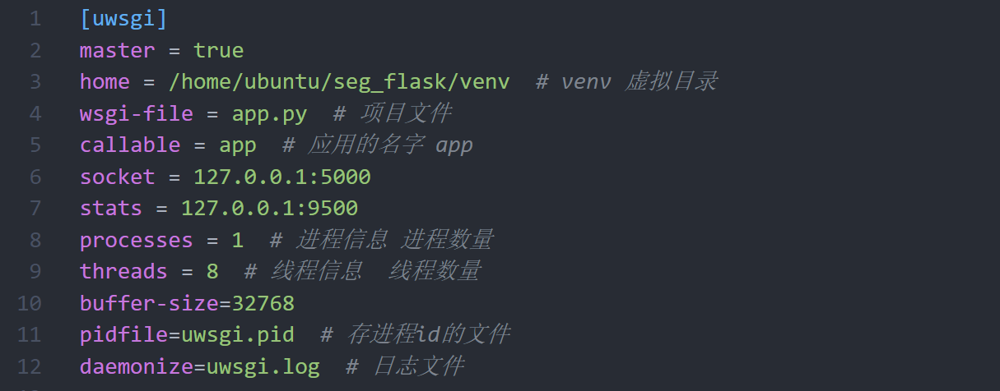 1 [uwsgi]
2 master = true
3 home = /home/ubuntu/seg_flask/venv  # venv 虚拟目录
4 wsgi-file = app.py  # 项目文件
5 callable = app  # 应用的名字 app
6 socket = 127.0.0.1:5000
7 stats = 127.0.0.1:9500
8 processes = 1  # 进程信息 进程数量
9 threads = 8  # 线程信息  线程数量
10 buffer-size=32768
11 pidfile=uwsgi.pid  # 存进程id的文件
12 daemonize=uwsgi.log  # 日志文件